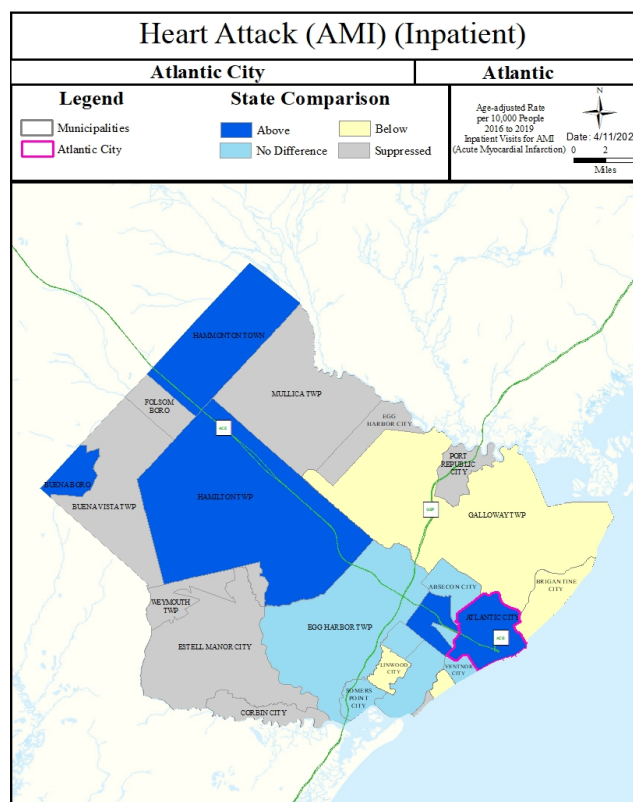 Heart Attack (AMI) (Inpatient)
Atlantic City
Atlantic
Legend
Municipalities
Atlantic City
State Comparison
Above
Below
No Difference
Suppressed
Age-adjusted Rate
per 10,000 People
2016 to 2019
Inpatient Visits for AMI
(Acute Myocardial Infarction)
N
Date: 4/11/202
0 2
Miles
HAMMONTON TOWN
MULLICA TWP
FOLSOM
BORO
EGG
HARBOR CITY
ACE
PORT
REPUBLIC
CITY
BUENA BORO
HAMILTON TWP
BUENA VISTA TWP
GSP
GALLOWAY TWP
ABSECON CITY
BRIGANTINE
CITY
WEYMOUTH
TWP
ATLANTIC CITY
EGG HARBOR TWP
ACE
ESTELL MANOR CITY
LINWOOD
CITY
VENTNOR CITY
SOMERS
POINT
CITY
CORBIN CITY